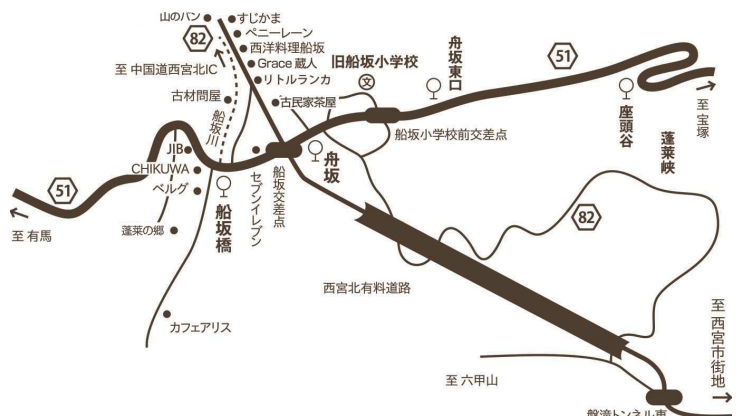 山のパン
すじかま
ペニーレーン
西洋料理船坂
Grace 蔵人
リトルランカ
古民家茶屋
82
至 中国道西宮北IC
古材問屋
船坂川
旧船坂小学校
文
舟坂東口
51
座頭谷
至 宝塚
蓬莱峡
船坂小学校前交差点
舟坂
船坂交差点
セブンイレブン
船坂橋
JIB
CHIKUWA
ベルグ
51
至 有馬
蓬莱の郷
カフェアリス
82
西宮北有料道路
至 六甲山
至 西宮市街地
盤滝トンネル東